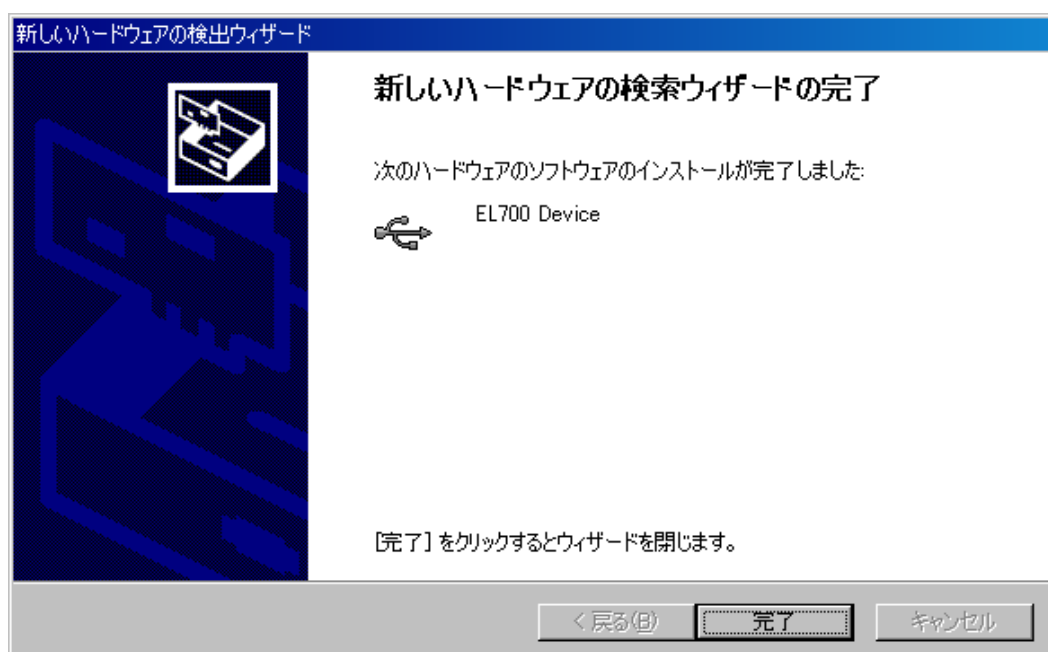 新しいハードウェアの検出ウィザード
新しいハードウェアの検索ウィザードの完了
次のハードウェアのソフトウェアのインストールが完了しました:
EL700 Device
[完了] をクリックするとウィザードを閉じます。
< 戻る(B)
完了
キャンセル